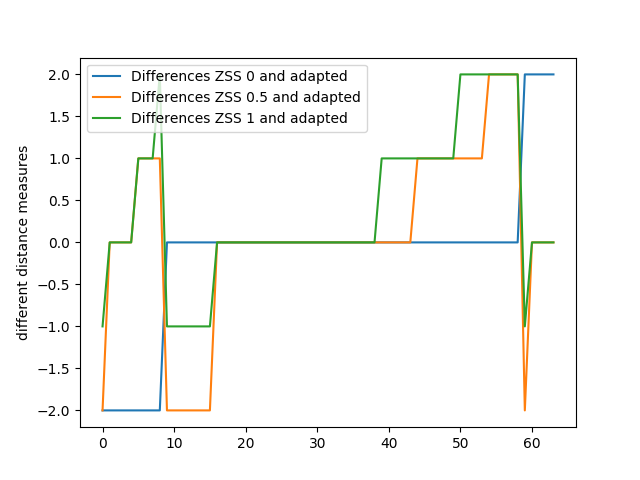 Differences ZSS 0 and adapted
Differences ZSS 0.5 and adapted
Differences ZSS 1 and adapted
different distance measures
2.0
1.5
1.0
0.5
0.0
−0.5
−1.0
−1.5
−2.0
0 10 20 30 40 50 60